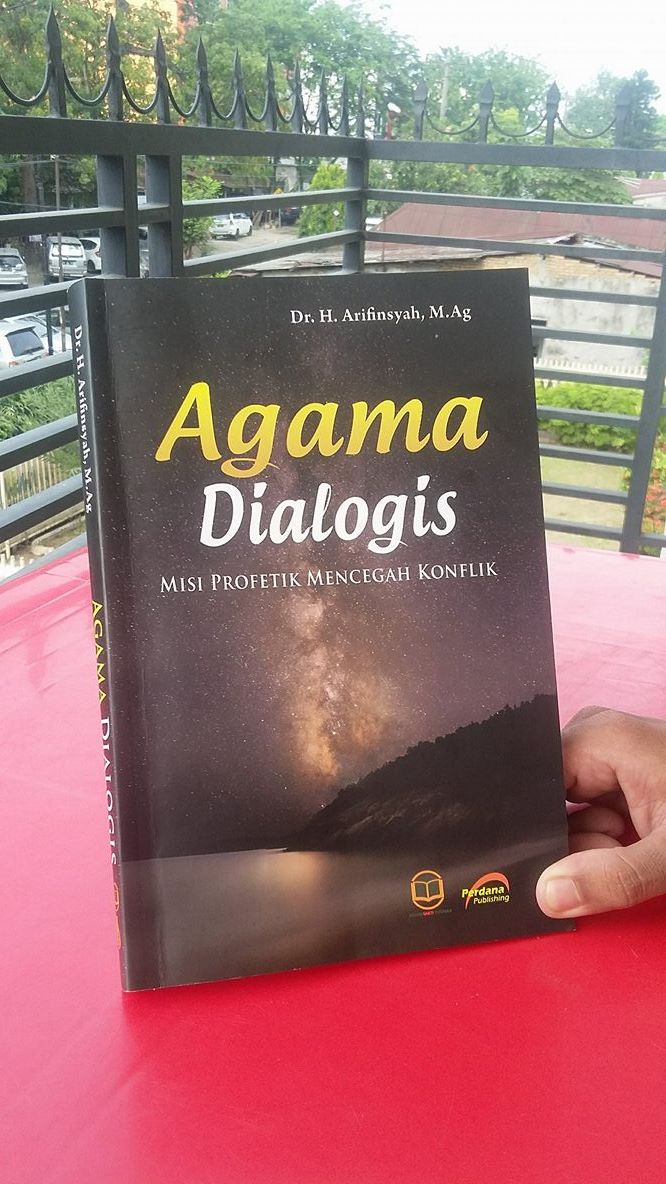 Dr. H. Arifinsyah, M.Ag
Agama
Dialogis
MISI PROFETIK MENCEGAH KONFLIK
Perdana
Publishing
Dr. H. Arifinsyah, M.Ag
AGAMA DIALOGIS